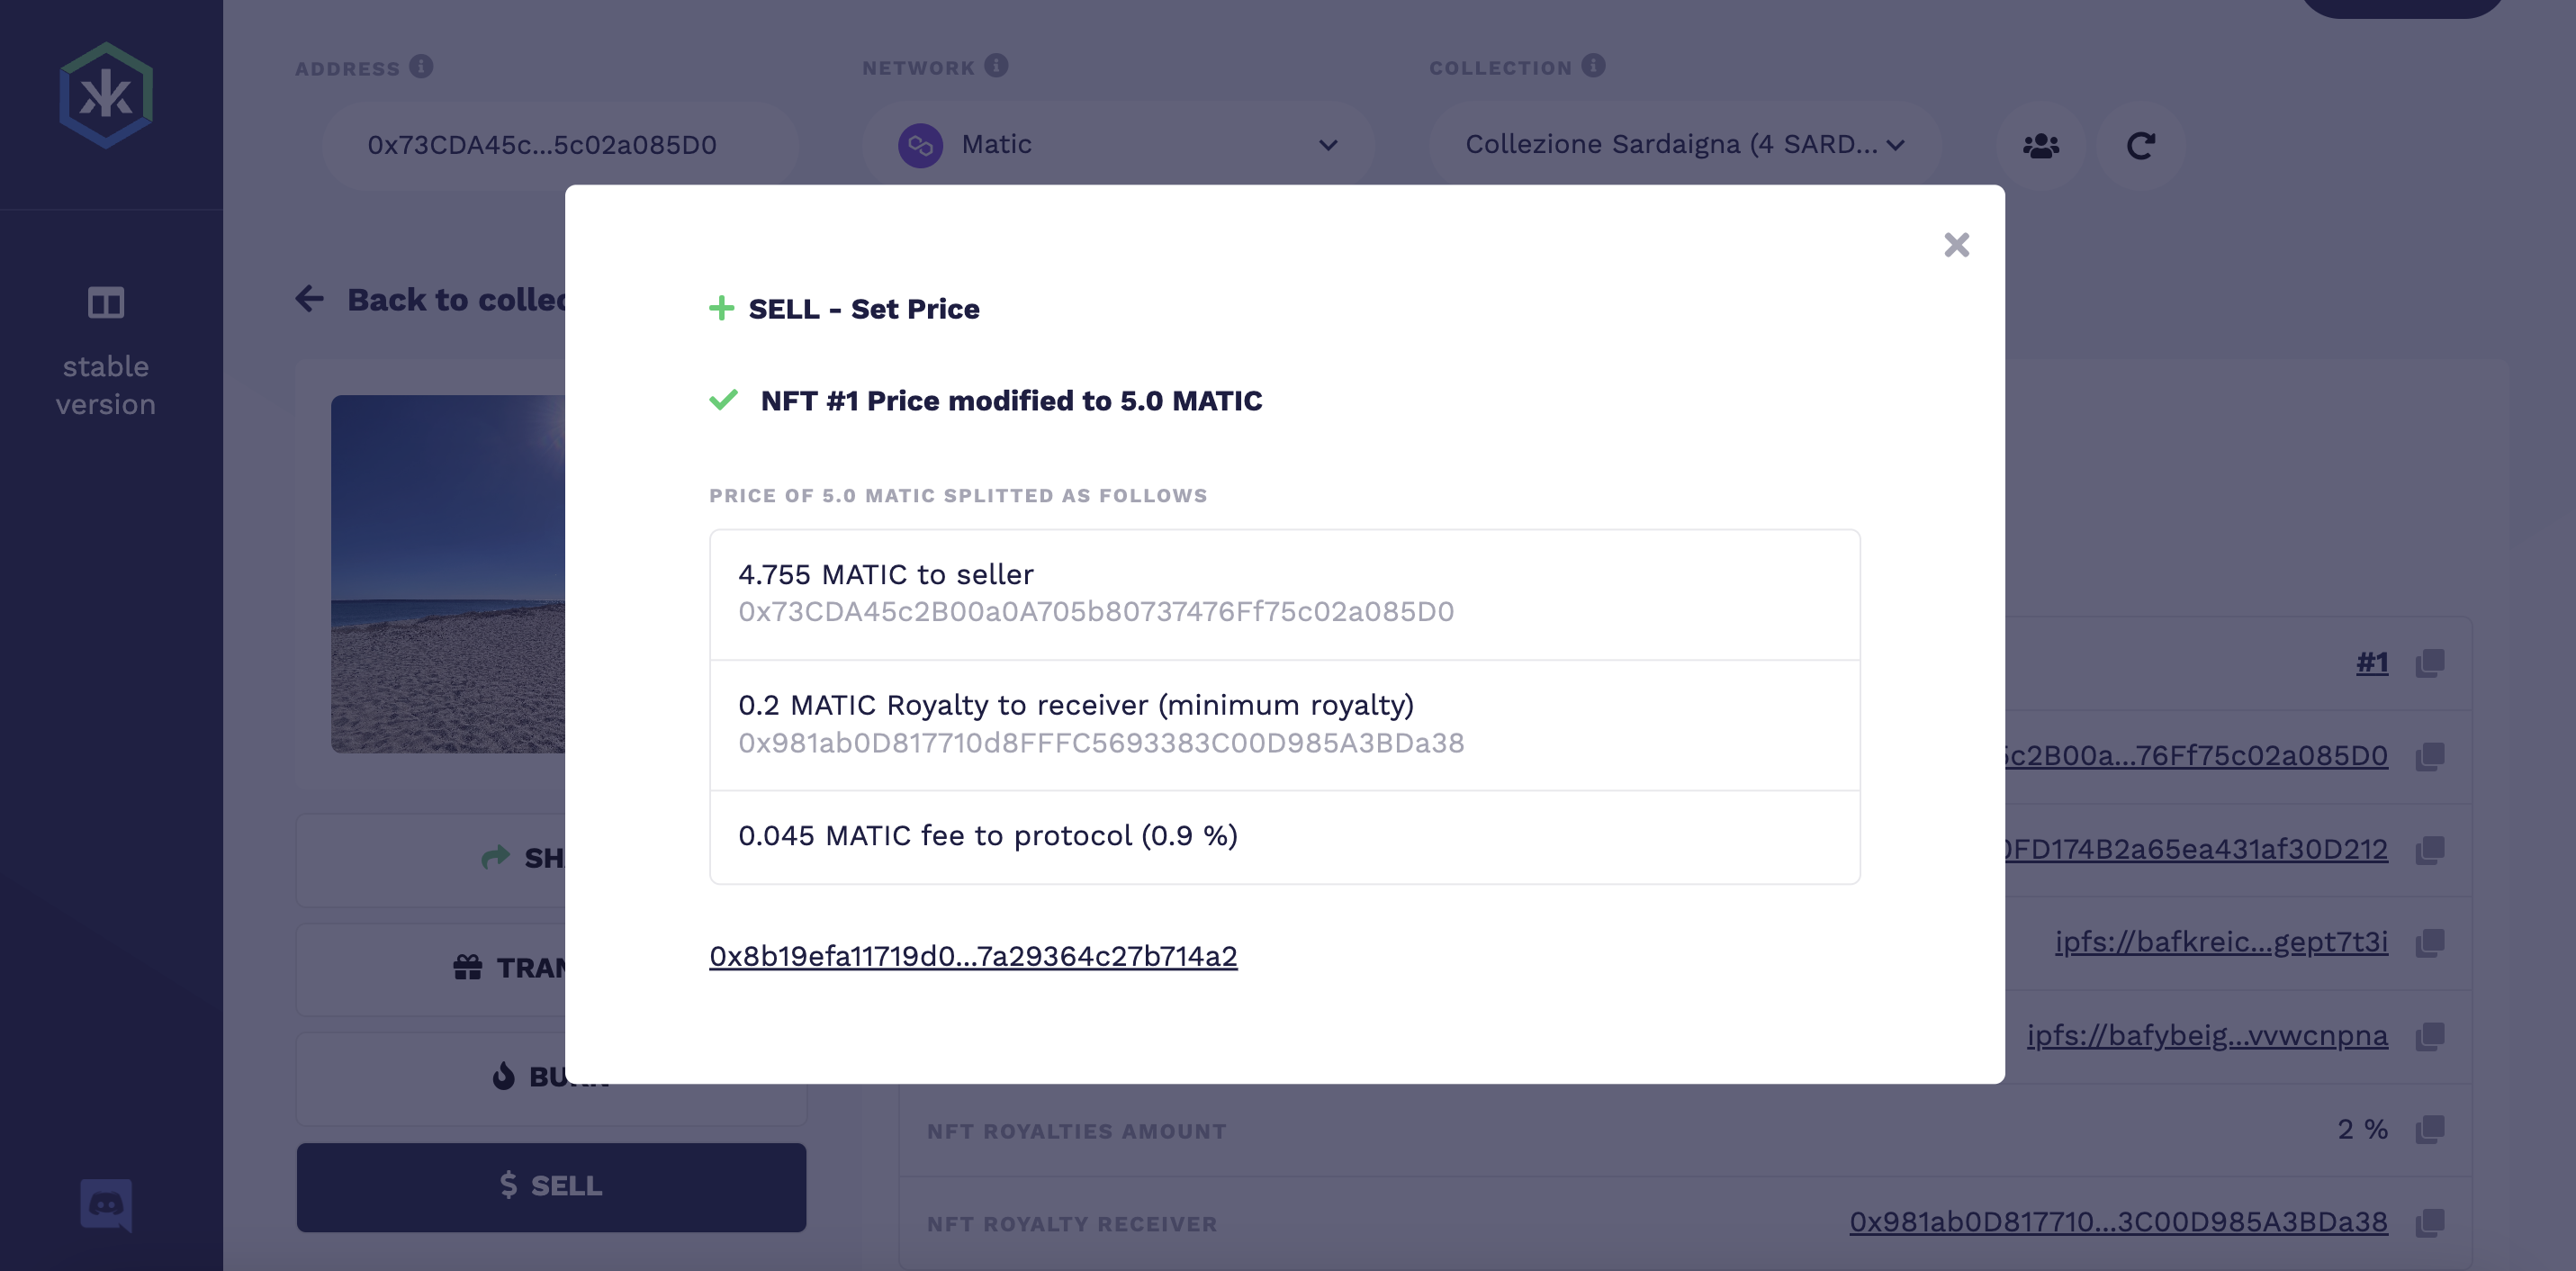 ADDRESS
NETWORK
COLLECTION
0x73CDA45c...5c02a085D0
Matic
Collezione Sardaigna (4 SARD...
stable
version
Back to collec
SELL - Set Price
NFT #1 Price modified to 5.0 MATIC
PRICE OF 5.0 MATIC SPLITTED AS FOLLOWS
4.755 MATIC to seller
0x73CDA45c2B00a0A705b80737476Ff75c02a085D0
0.2 MATIC Royalty to receiver (minimum royalty)
0x981ab0D817710d8FFFC5693383C00D985A3BDa38
0.045 MATIC fee to protocol (0.9 %)
0x8b19efa11719d0...7a29364c27b714a2
#1
5c2B00a...76Ff75c02a085D0
0FD174B2a65ea431af30D212
ipfs://bafkreic...gept7t3i
ipfs://bafybeig...vvwcnpna
SH
TRAN
BURN
$ SELL
NFT ROYALTIES AMOUNT
2 %
NFT ROYALTY RECEIVER
0x981ab0D817710...3C00D985A3BDa38